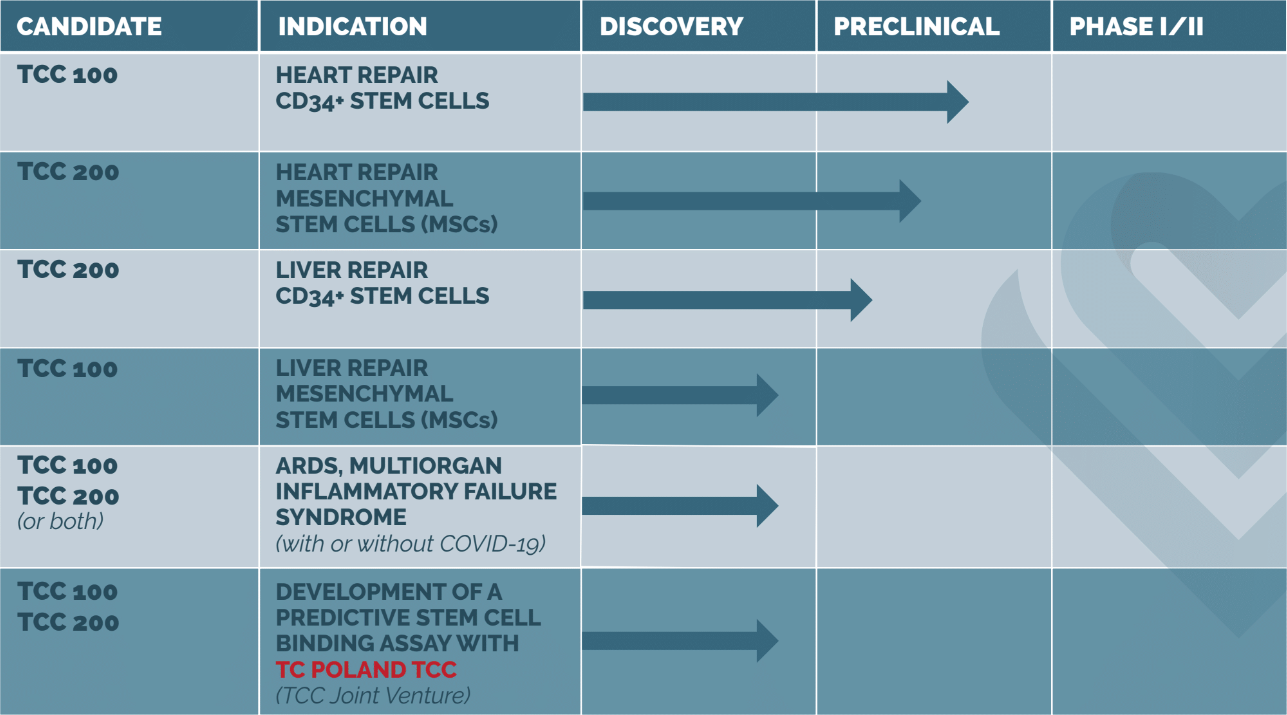 CANDIDATE INDICATION DISCOVERY PRECLINICAL PHASE I/II
TCC 100
HEART REPAIR
CD34+ STEM CELLS
TCC 200
HEART REPAIR
MESENCHYMAL
STEM CELLS (MSCs)
TCC 200
LIVER REPAIR
CD34+ STEM CELLS
TCC 100
LIVER REPAIR
MESENCHYMAL
STEM CELLS (MSCs)
TCC 100
TCC 200
(or both)
ARDS, MULTIORGAN
INFLAMMATORY FAILURE
SYNDROME
(with or without COVID-19)
TCC 100
TCC 200
DEVELOPMENT OF A
PREDICTIVE STEM CELL
BINDING ASSAY WITH
TC POLAND TCC
(TCC Joint Venture)